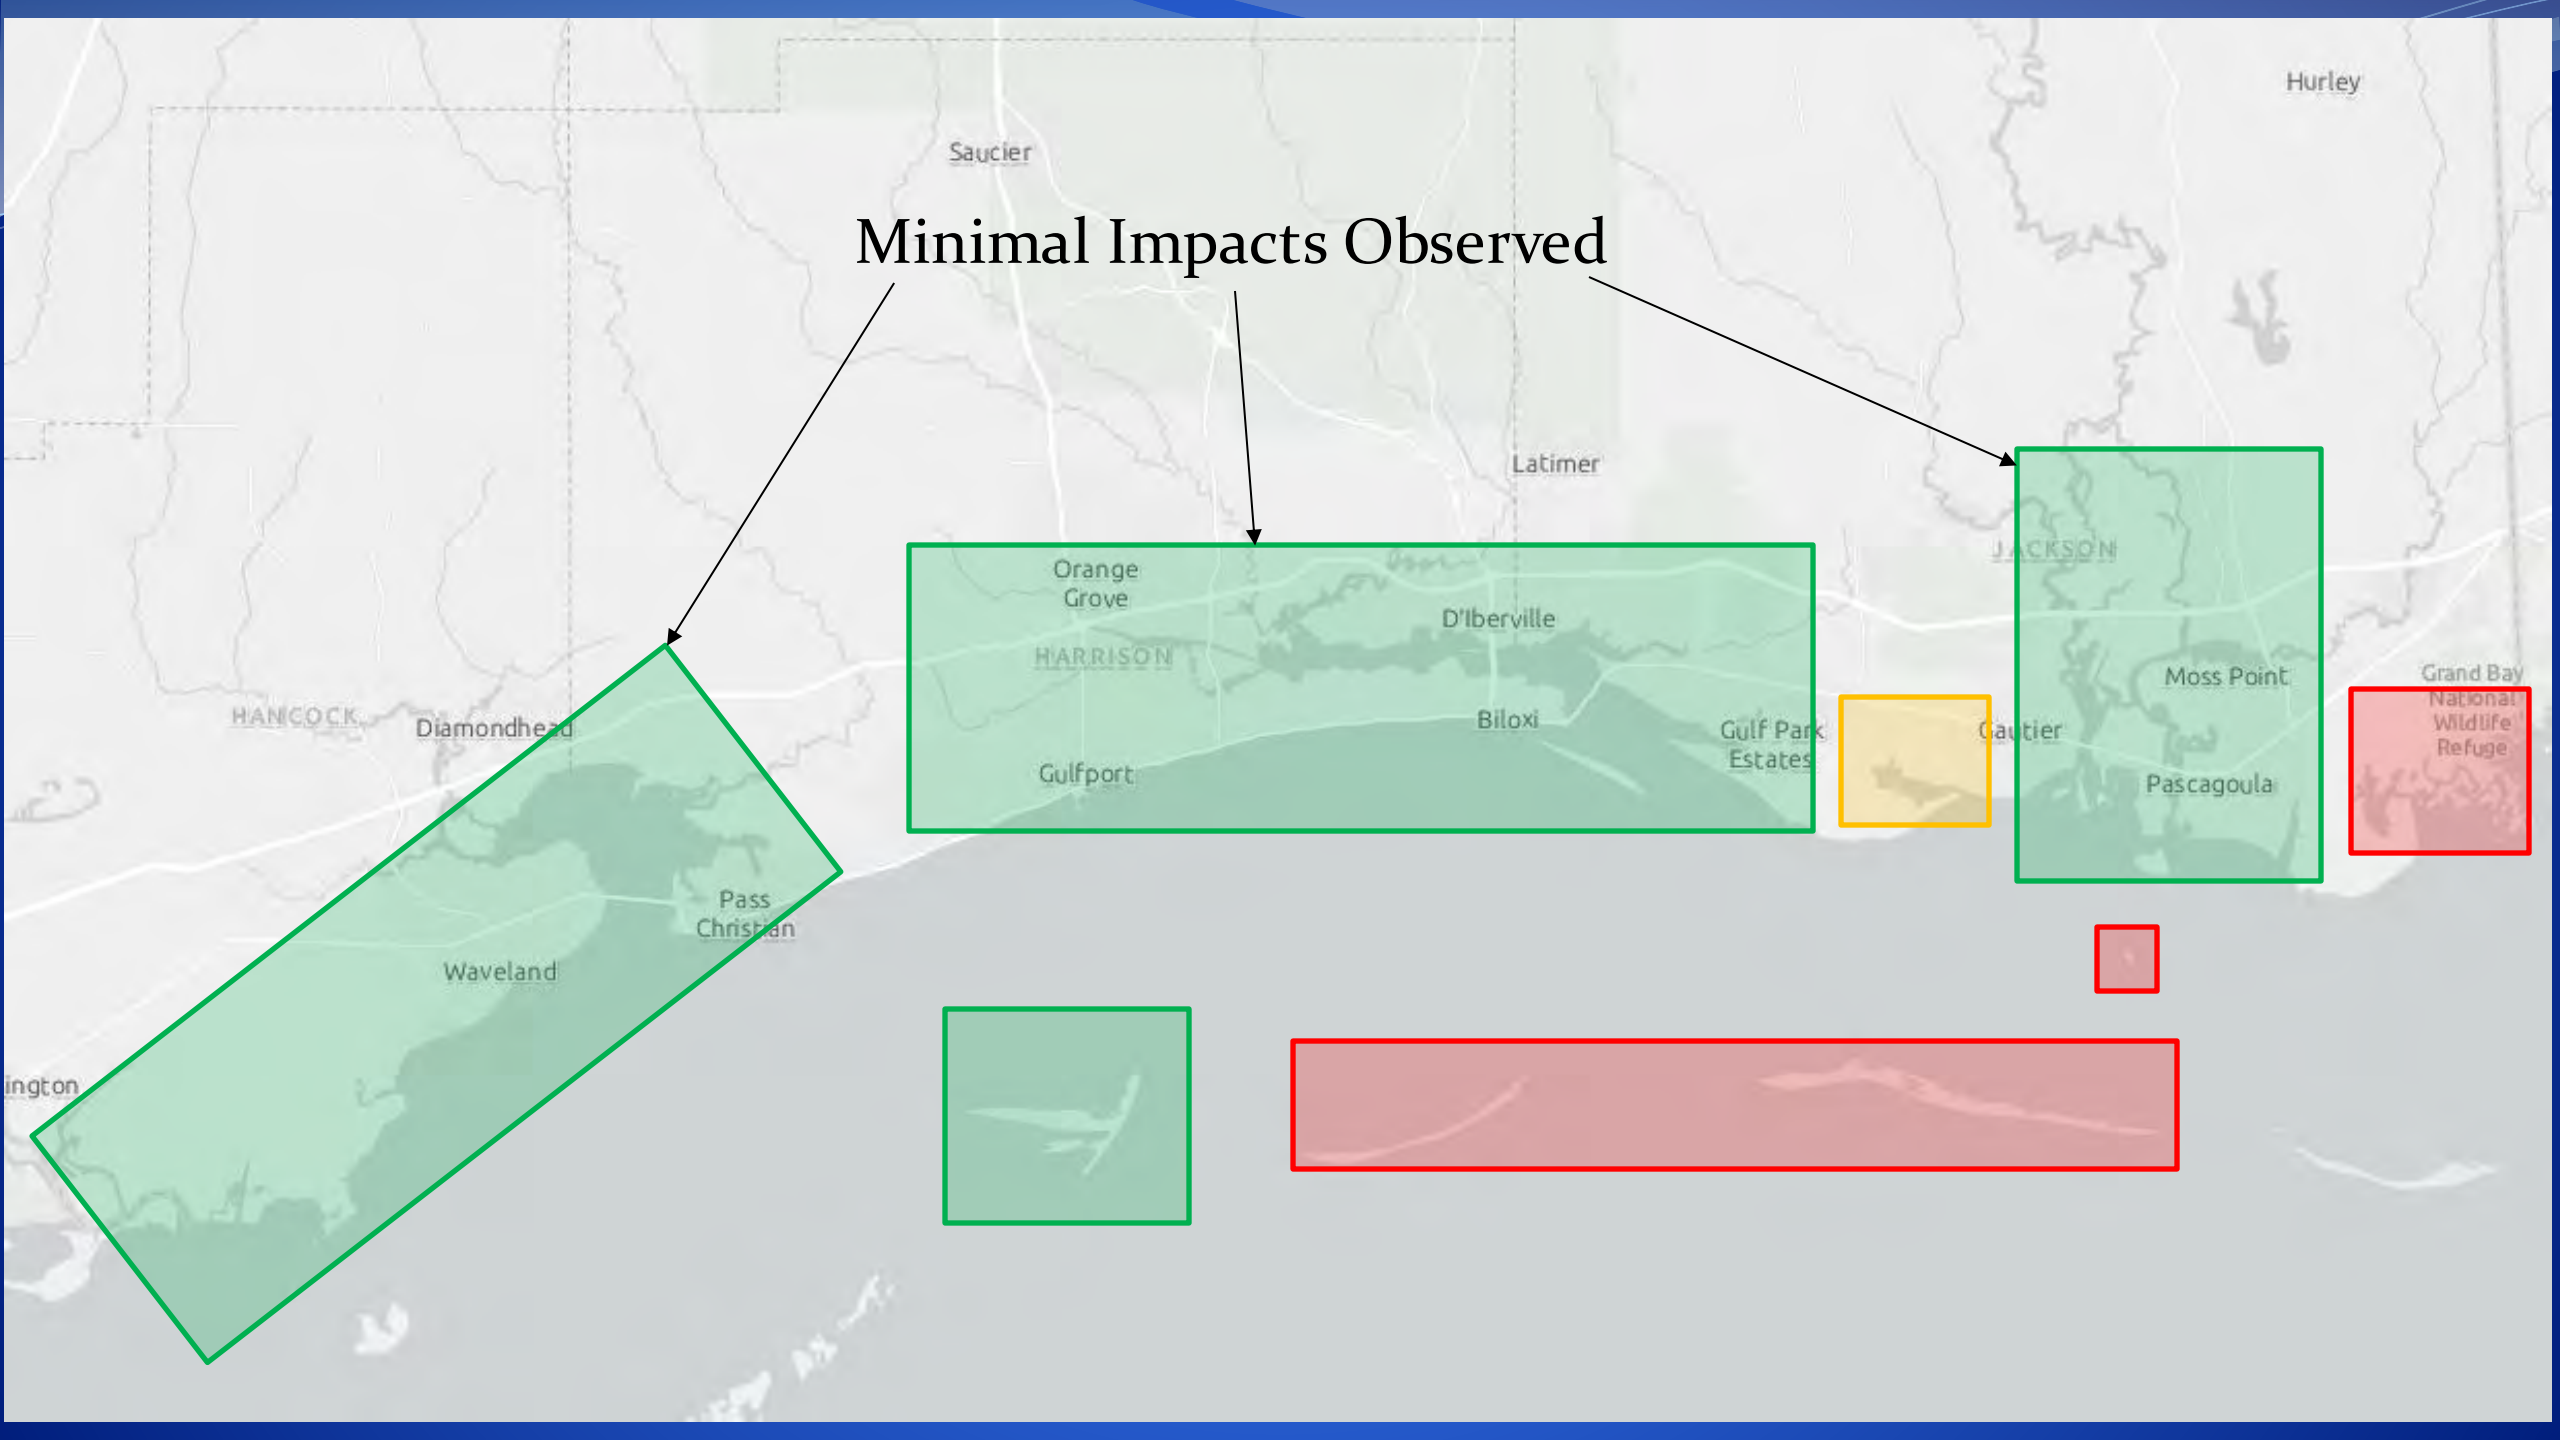 Hurley
Saucier
Minimal Impacts Observed
Latimer
JACKSON
Orange
Grove
D'Iberville
HARRISON
Moss Point
Grand Bay
National
Wildlife
Refuge
HANCOCK
Diamondhead
Biloxi
Gulf Park
Estates
Gautier
Gulfport
Pascagoula
Pass
Christian
Waveland
ington